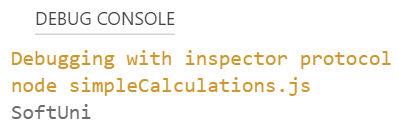 DEBUG CONSOLE
Debugging with inspector protocol
node simpleCalculations.js
SoftUni